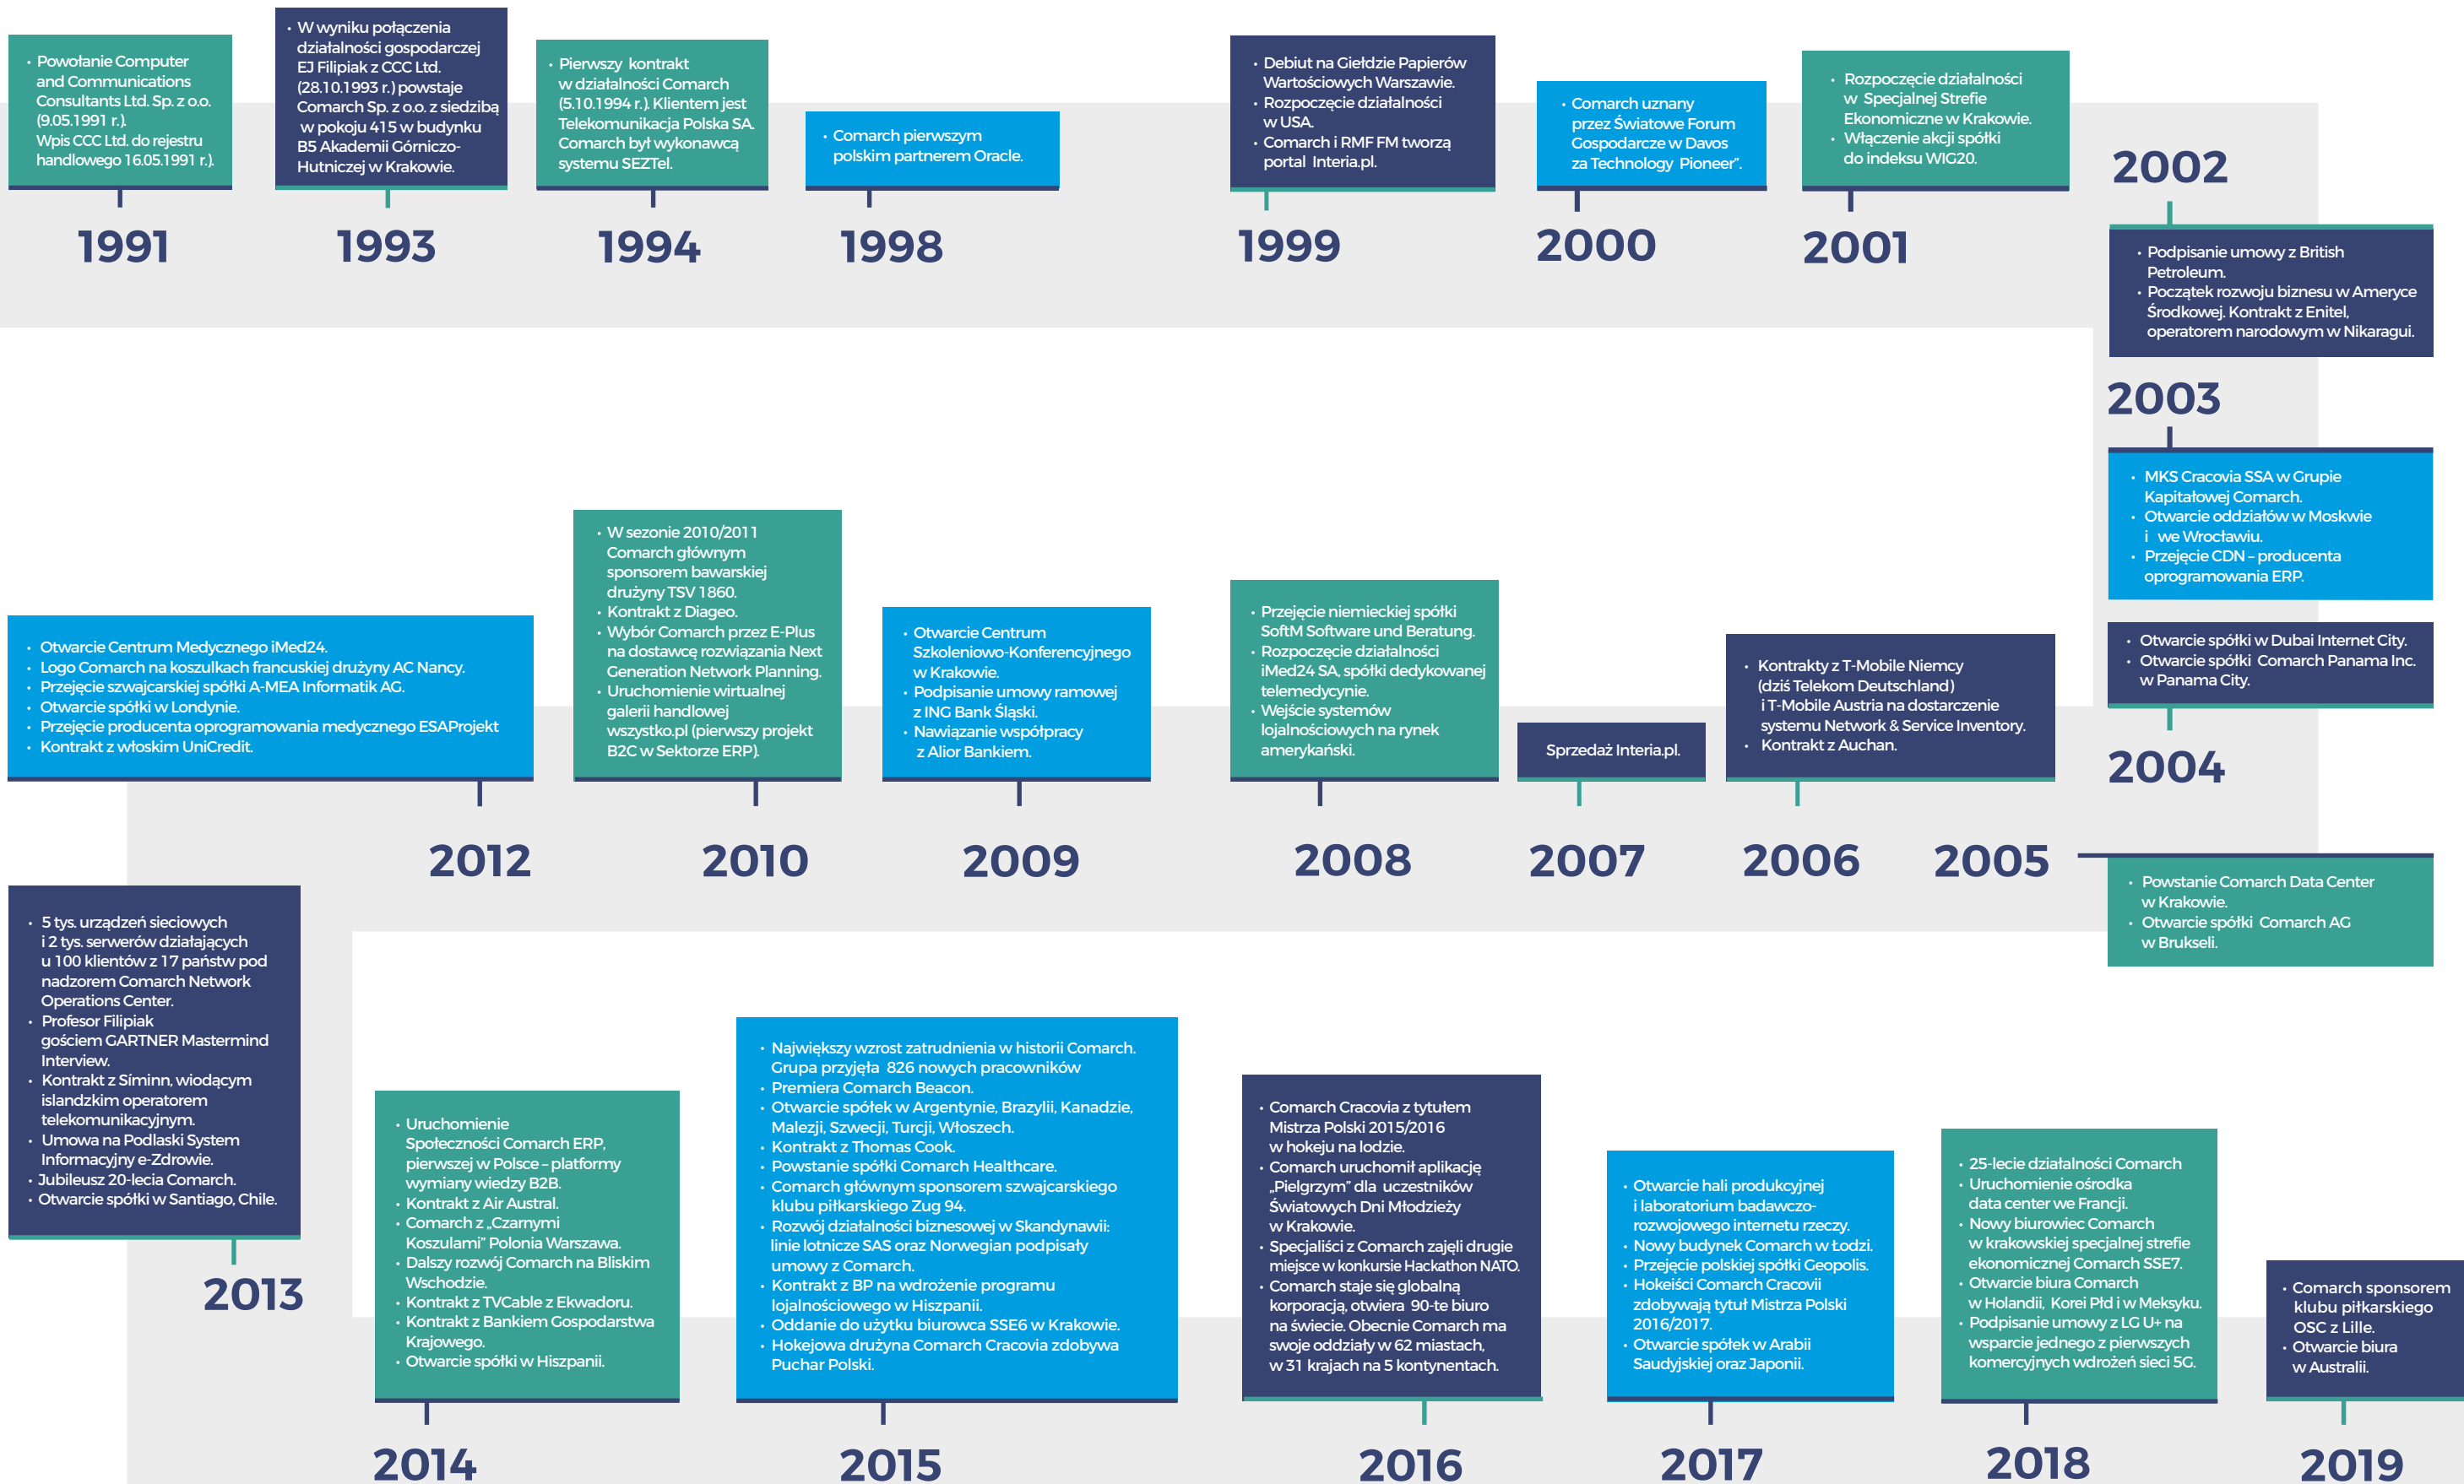 • Powołanie Computer
and Communications
Consultants Ltd. Sp. z o.o.
(9.05.1991 r.).
Wpis CCC Ltd. do rejestru
handlowego 16.05.1991 r.).
1991
• W wyniku połączenia
działalności gospodarczej
EJ Filipiak z CCC Ltd.
(28.10.1993 r.) powstaje
Comarch Sp. z o.o. z siedzibą
w pokoju 415 w budynku
B5 Akademii Górniczo-
Hutniczej w Krakowie.
1993
• Pierwszy kontrakt
w działalności Comarch
(5.10.1994 r.). Klientem jest
Telekomunikacja Polska SA.
Comarch był wykonawcą
systemu SEZTel.
1994
• Comarch pierwszym
polskim partnerem Oracle.
1998
• Debiut na Giełdzie Papierów
Wartościowych Warszawie.
• Rozpoczęcie działalności
w USA.
• Comarch i RMF FM tworzą
portal Interia.pl.
1999
• Comarch uznany
przez Światowe Forum
Gospodarcze w Davos
za Technology Pioneer”.
2000
• Rozpoczęcie działalności
w Specjalnej Strefie
Ekonomiczne w Krakowie.
• Włączenie akcji spółki
do indeksu WIG20.
2001
2002
• Podpisanie umowy z British
Petroleum.
• Początek rozwoju biznesu w Ameryce
Środkowej. Kontrakt z Enitel,
operatorem narodowym w Nikaragui.
2003
• MKS Cracovia SSA w Grupie
Kapitałowej Comarch.
• Otwarcie oddziałów w Moskwie
i we Wrocławiu.
• Przejęcie CDN – producenta
oprogramowania ERP.
• Otwarcie spółki w Dubai Internet City.
• Otwarcie spółki Comarch Panama Inc.
w Panama City.
2004
2005
• Powstanie Comarch Data Center
w Krakowie.
• Otwarcie spółki Comarch AG
w Brukseli.
• Kontrakty z T-Mobile Niemcy
(dziś Telekom Deutschland)
i T-Mobile Austria na dostarczenie
systemu Network & Service Inventory.
• Kontrakt z Auchan.
2006
Sprzedaż Interia.pl.
2007
• Przejęcie niemieckiej spółki
SoftM Software und Beratung.
• Rozpoczęcie działalności
iMed24 SA, spółki dedykowanej
telemedycynie.
• Wejście systemów
lojalnościowych na rynek
amerykański.
2008
• Otwarcie Centrum
Szkoleniowo-Konferencyjnego
w Krakowie.
• Podpisanie umowy ramowej
z ING Bank Śląski.
• Nawiązanie współpracy
z Alior Bankiem.
2009
• W sezonie 2010/2011
Comarch głównym
sponsorem bawarskiej
drużyny TSV 1860.
• Kontrakt z Diageo.
• Wybór Comarch przez E-Plus
na dostawcę rozwiązania Next
Generation Network Planning.
• Uruchomienie wirtualnej
galerii handlowej
wszystko.pl (pierwszy projekt
B2C w Sektorze ERP).
2010
• Otwarcie Centrum Medycznego iMed24.
• Logo Comarch na koszulkach francuskiej drużyny AC Nancy.
• Przejęcie szwajcarskiej spółki A-MEA Informatik AG.
• Otwarcie spółki w Londynie.
• Przejęcie producenta oprogramowania medycznego ESAProjekt
• Kontrakt z włoskim UniCredit.
2012
• 5 tys. urządzeń sieciowych
i 2 tys. serwerów działających
u 100 klientów z 17 państw pod
nadzorem Comarch Network
Operations Center.
• Profesor Filipiak
gościem GARTNER Mastermind
Interview.
• Kontrakt z Síminn, wiodącym
islandzkim operatorem
telekomunikacyjnym.
• Umowa na Podlaski System
Informacyjny e-Zdrowie.
• Jubileusz 20-lecia Comarch.
• Otwarcie spółki w Santiago, Chile.
2013
• Uruchomienie
Społeczności Comarch ERP,
pierwszej w Polsce – platformy
wymiany wiedzy B2B.
• Kontrakt z Air Austral.
• Comarch z „Czarnymi
Koszulami” Polonia Warszawa.
• Dalszy rozwój Comarch na Bliskim
Wschodzie.
• Kontrakt z TVCable z Ekwadoru.
• Kontrakt z Bankiem Gospodarstwa
Krajowego.
• Otwarcie spółki w Hiszpanii.
2014
• Największy wzrost zatrudnienia w historii Comarch.
Grupa przyjęła 826 nowych pracowników
• Premiera Comarch Beacon.
• Otwarcie spółek w Argentynie, Brazylii, Kanadzie,
Malezji, Szwecji, Turcji, Włoszech.
• Kontrakt z Thomas Cook.
• Powstanie spółki Comarch Healthcare.
• Comarch głównym sponsorem szwajcarskiego
klubu piłkarskiego Zug 94.
• Rozwój działalności biznesowej w Skandynawii:
linie lotnicze SAS oraz Norwegian podpisały
umowy z Comarch.
• Kontrakt z BP na wdrożenie programu
lojalnościowego w Hiszpanii.
• Oddanie do użytku biurowca SSE6 w Krakowie.
• Hokejowa drużyna Comarch Cracovia zdobywa
Puchar Polski.
2015
• Comarch Cracovia z tytułem
Mistrza Polski 2015/2016
w hokeju na lodzie.
• Comarch uruchomił aplikację
„Pielgrzym” dla uczestników
Światowych Dni Młodzieży
w Krakowie.
• Specjaliści z Comarch zajęli drugie
miejsce w konkursie Hackathon NATO.
• Comarch staje się globalną
korporacją, otwiera 90-te biuro
na świecie. Obecnie Comarch ma
swoje oddziały w 62 miastach,
w 31 krajach na 5 kontynentach.
2016
• Otwarcie hali produkcyjnej
i laboratorium badawczo-
rozwojowego internetu rzeczy.
• Nowy budynek Comarch w Łodzi.
• Przejęcie polskiej spółki Geopolis.
• Hokeiści Comarch Cracovii
zdobywają tytuł Mistrza Polski
2016/2017.
• Otwarcie spółek w Arabii
Saudyjskiej oraz Japonii.
2017
• 25-lecie działalności Comarch
• Uruchomienie ośrodka
data center we Francji.
• Nowy biurowiec Comarch
w krakowskiej specjalnej strefie
ekonomicznej Comarch SSE7.
• Otwarcie biura Comarch
w Holandii, Korei Płd i w Meksyku.
• Podpisanie umowy z LG U+ na
wsparcie jednego z pierwszych
komercyjnych wdrożeń sieci 5G.
2018
• Comarch sponsorem
klubu piłkarskiego
OSC z Lille.
• Otwarcie biura
w Australii.
2019